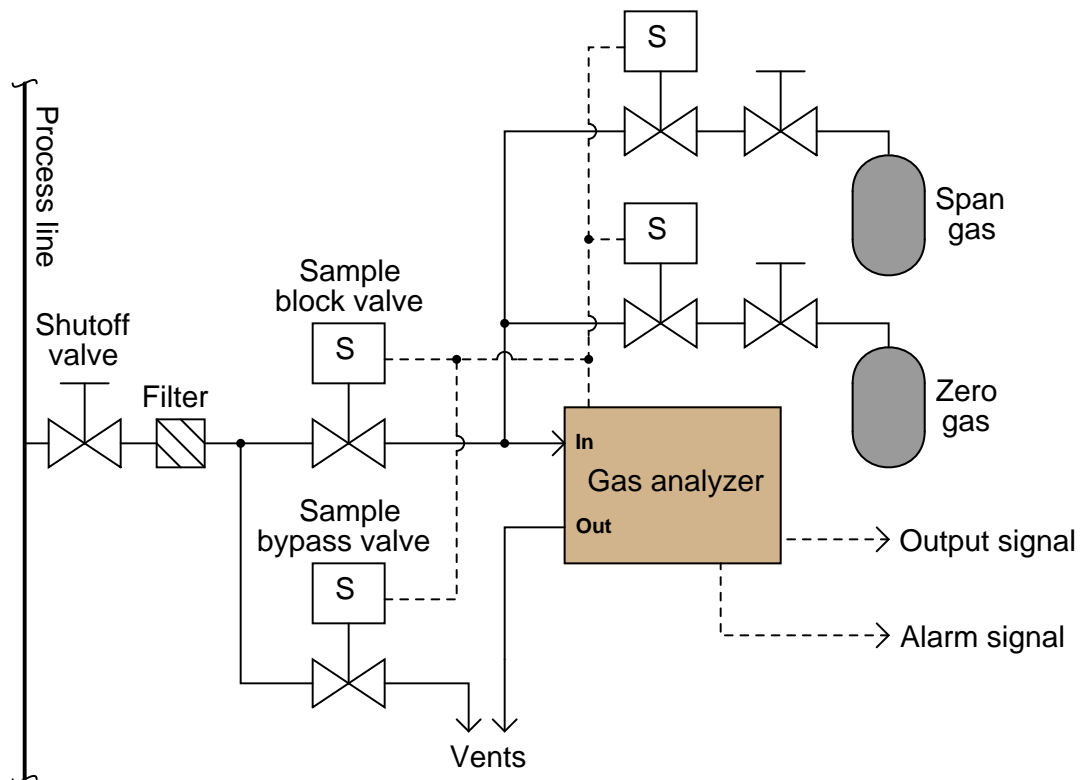 S
Span
gas
S
Process line
Sample
block valve
Shutoff
valve
S
Filter
Zero
gas
In
Gas analyzer
Out
Sample
bypass valve
Output signal
S
Alarm signal
Vents